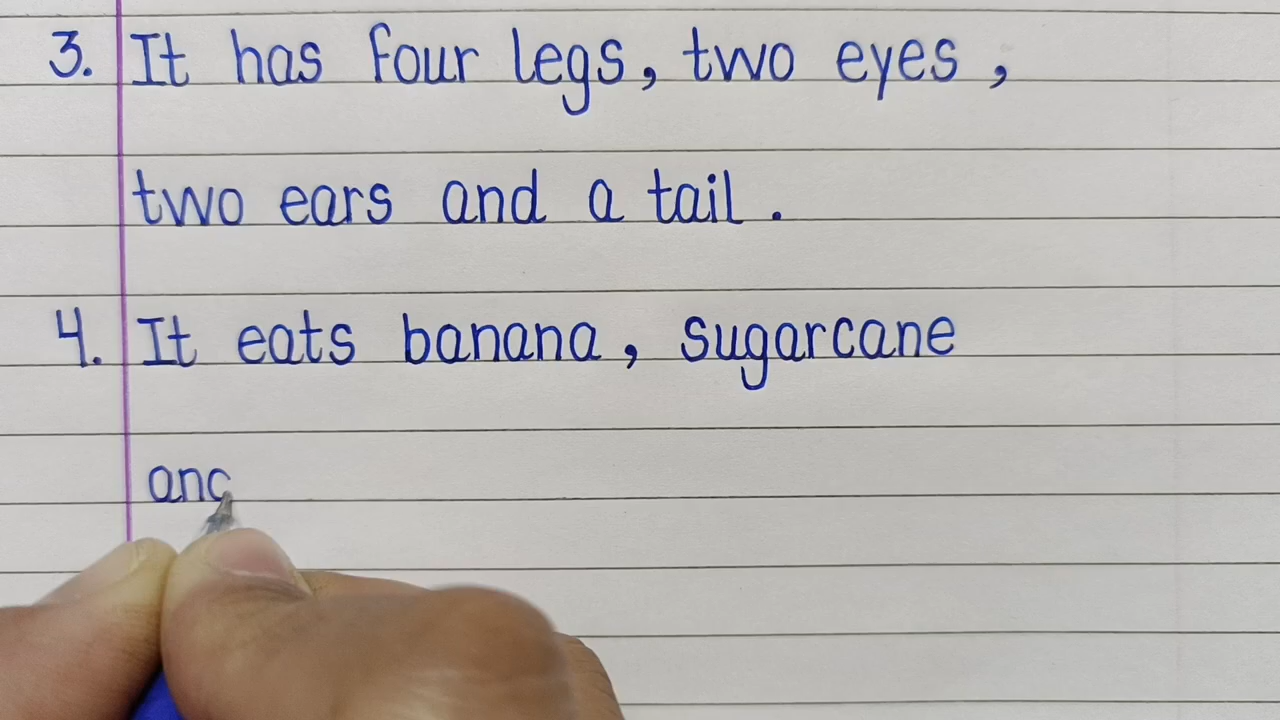 3. It has four legs, two eyes,
two ears and a tail.
4. It eats banana, sugarcane
anc